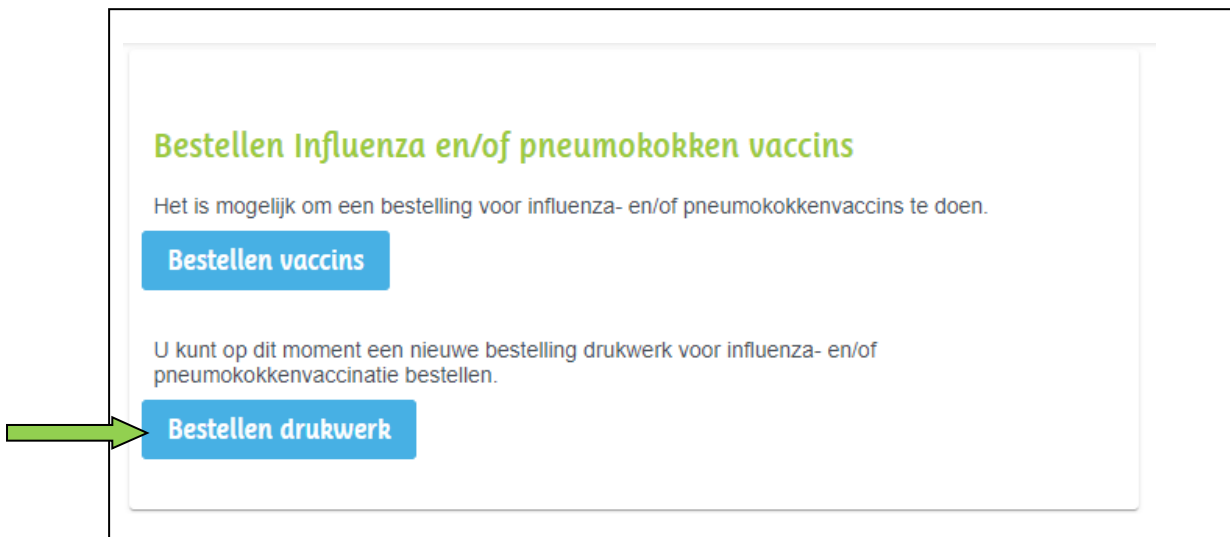 Bestellen Influenza en/of pneumokokken vaccins
Het is mogelijk om een bestelling voor influenza- en/of pneumokokkenvaccins te doen.
Bestellen vaccins
U kunt op dit moment een nieuwe bestelling drukwerk voor influenza- en/of
pneumokokkenvaccinatie bestellen.
Bestellen drukwerk